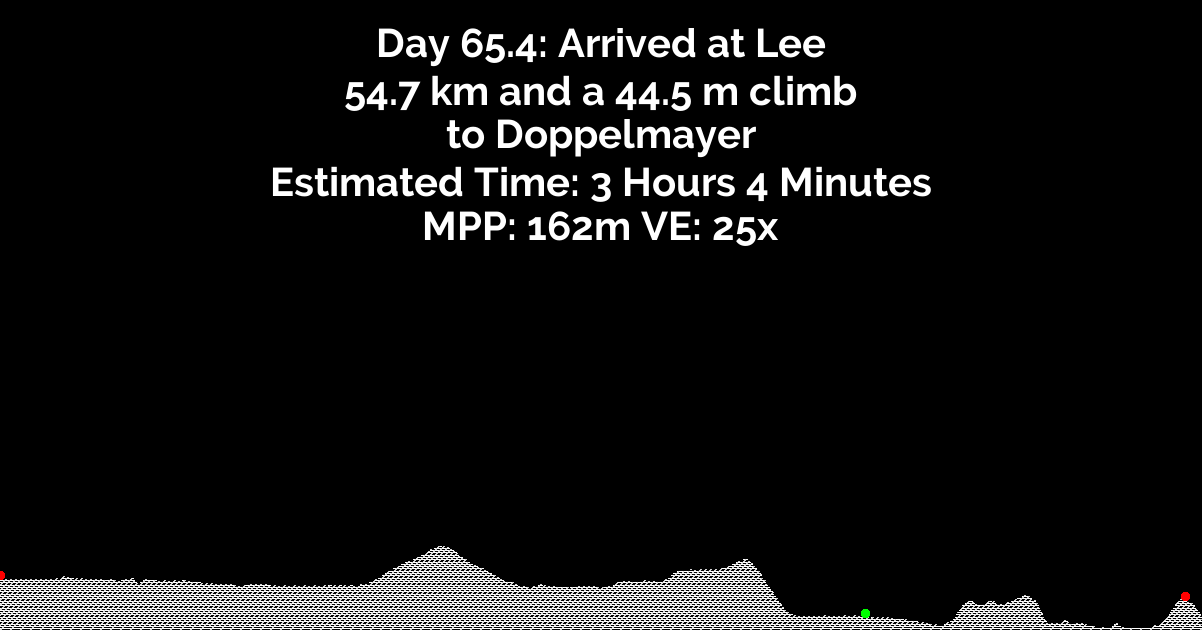 Day 65.4: Arrived at Lee
54.7 km and a 44.5 m climb
to Doppelmayer
Estimated Time: 3 Hours 4 Minutes
MPP: 162m VE: 25x